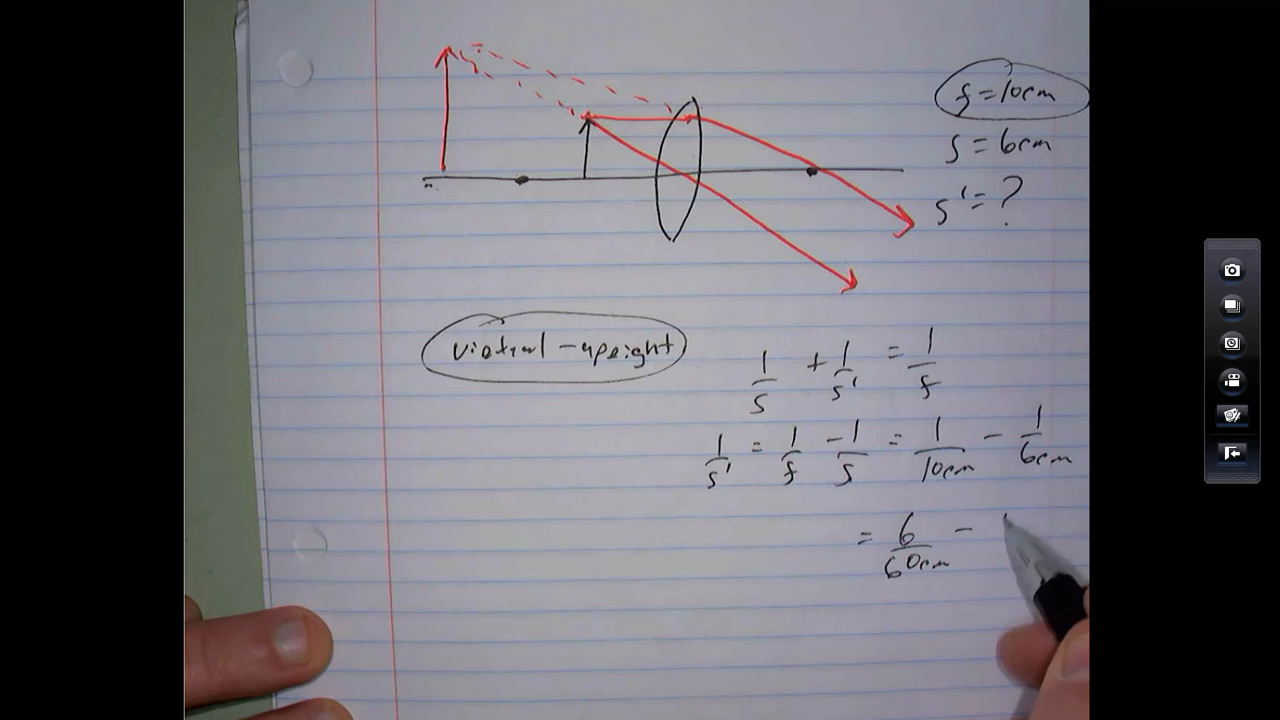 f = 10cm
s = 6cm
s' = ?
virtual - upright
1/s + 1/s' = 1/f
1/s' = 1/f - 1/s = 1/10cm - 1/6cm
= 6/60cm -